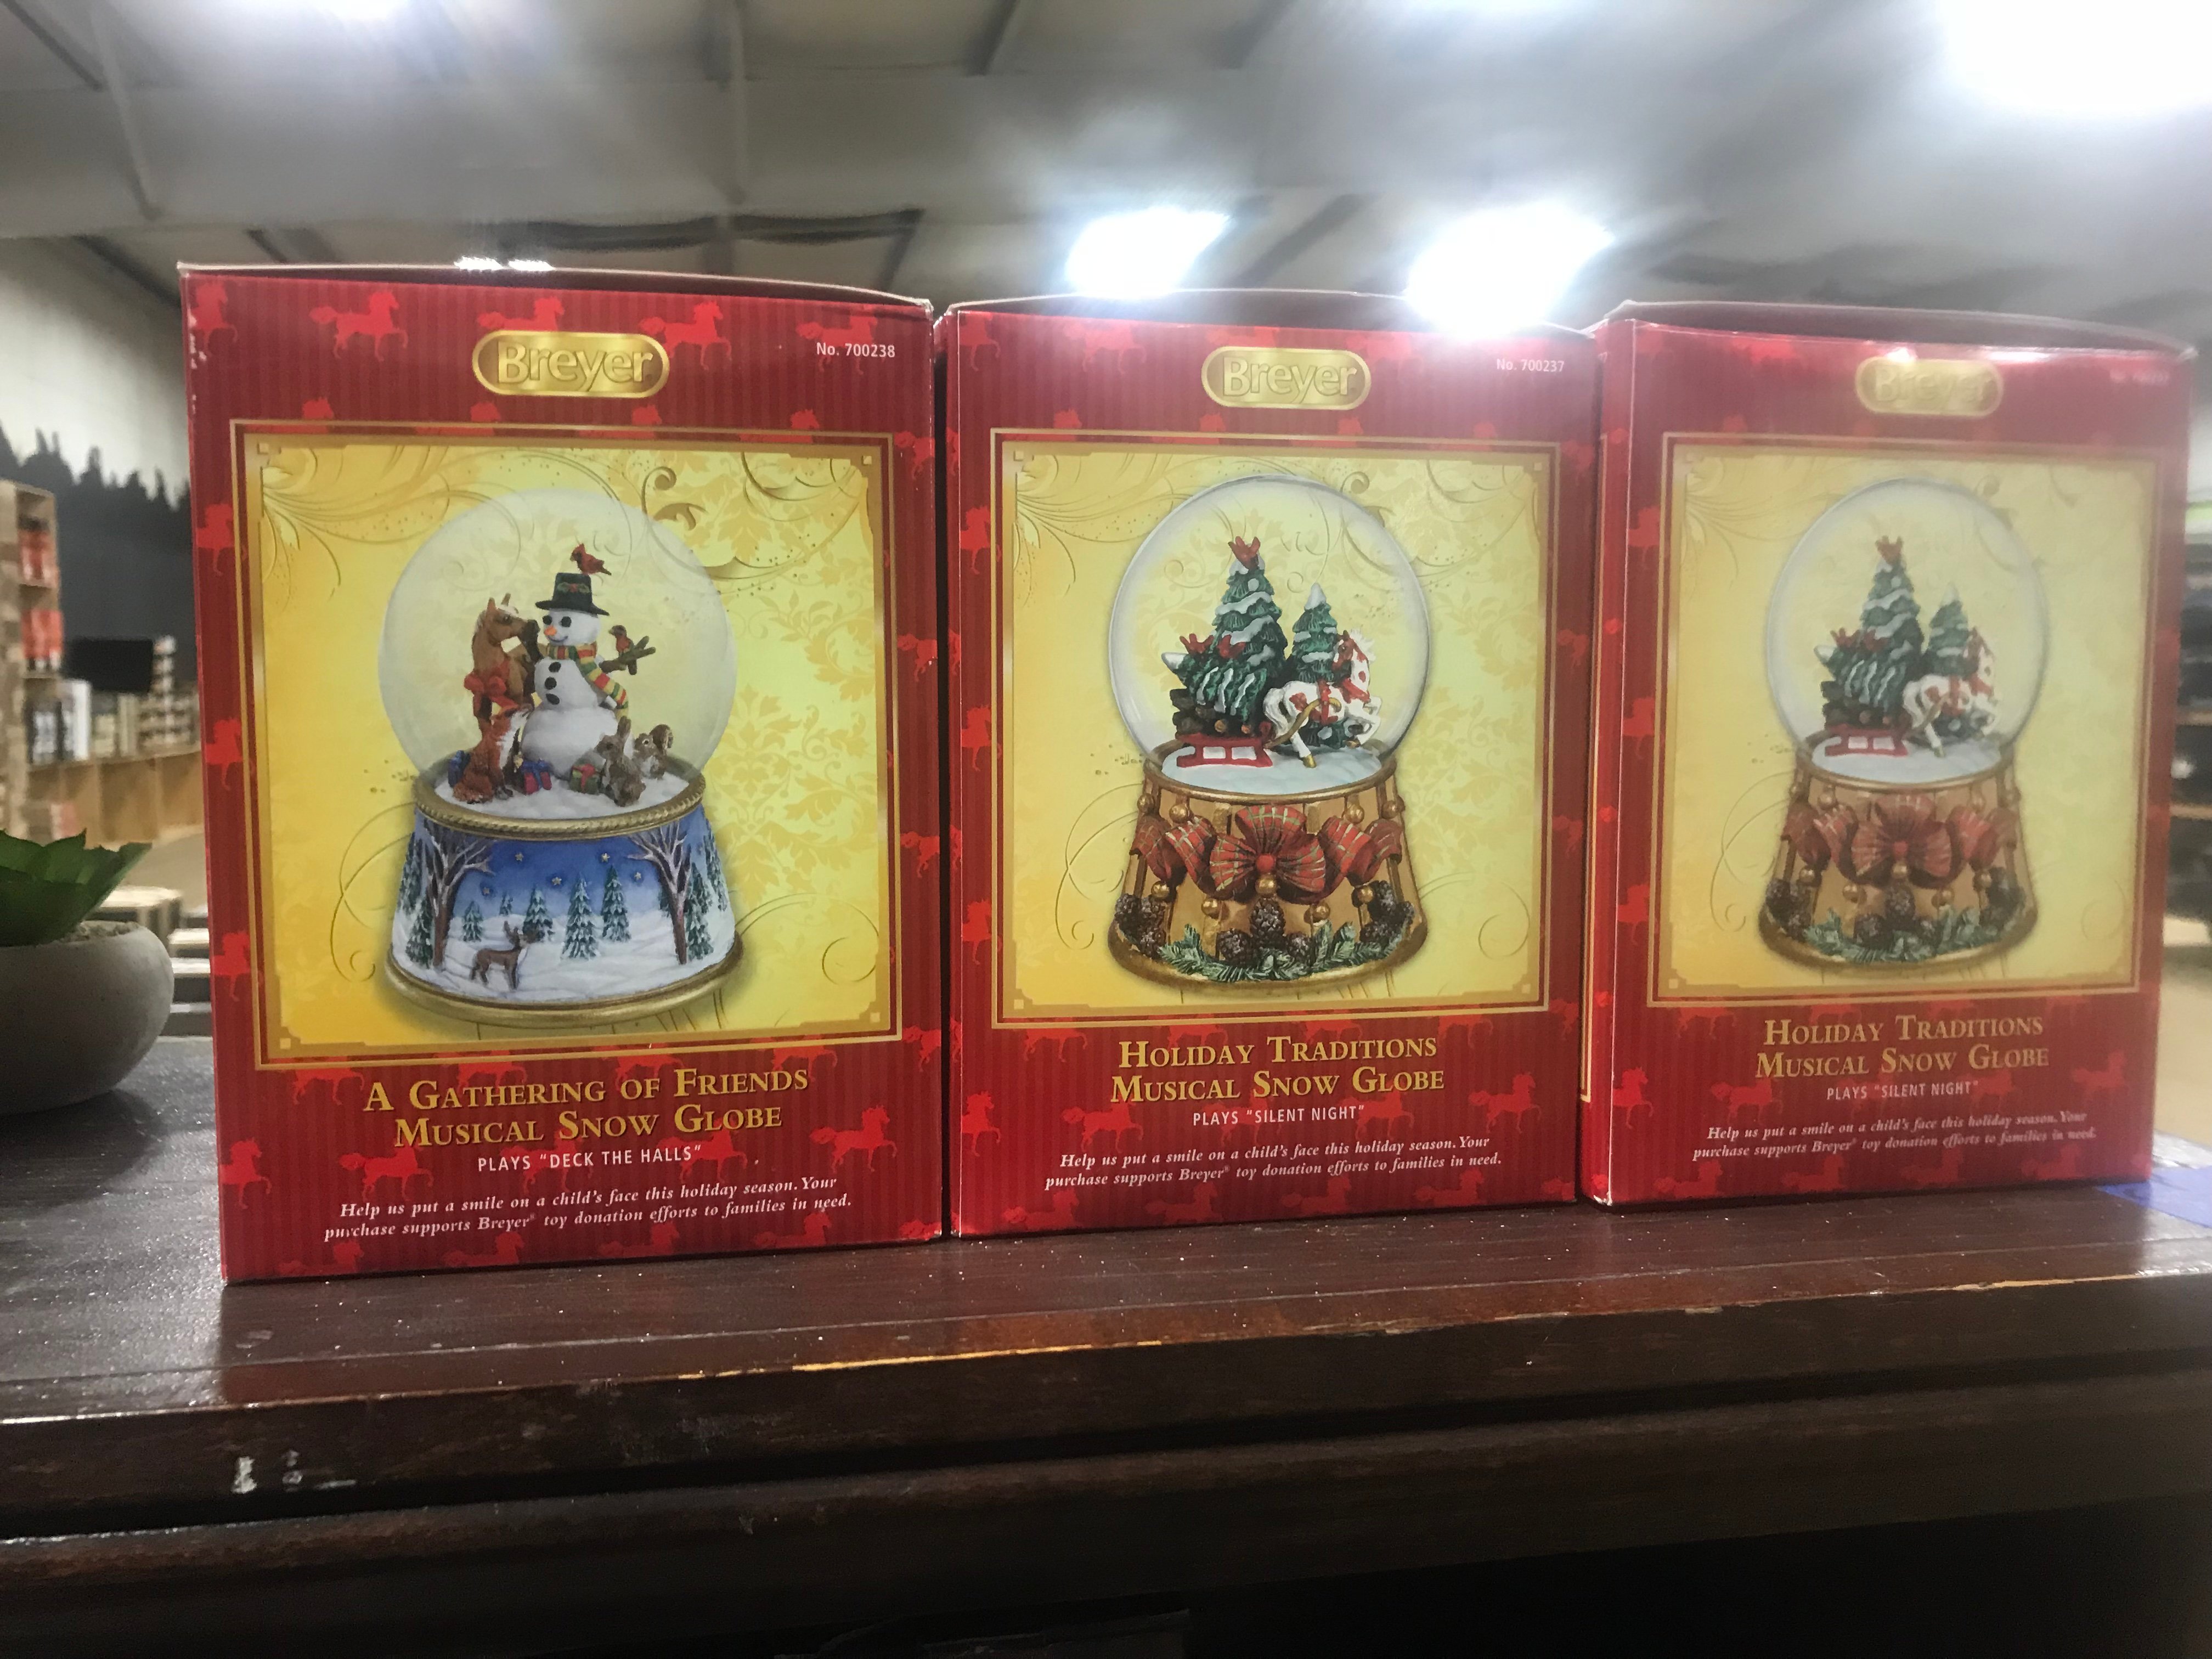 Breyer
No. 700238
A GATHERING OF FRIENDS
MUSICAL SNOW GLOBE
PLAYS "DECK THE HALLS"
Help us put a smile on a child's face this holiday season. Your
purchase supports Breyer® toy donation efforts to families in need.
Breyer
No. 700237
HOLIDAY TRADITIONS
MUSICAL SNOW GLOBE
PLAYS "SILENT NIGHT"
Help us put a smile on a child's face this holiday season. Your
purchase supports Breyer® toy donation efforts to families in need.
Breyer
HOLIDAY TRADITIONS
MUSICAL SNOW GLOBE
PLAYS "SILENT NIGHT"
Help us put a smile on a child's face this holiday season. Your
purchase supports Breyer® toy donation efforts to families in need.